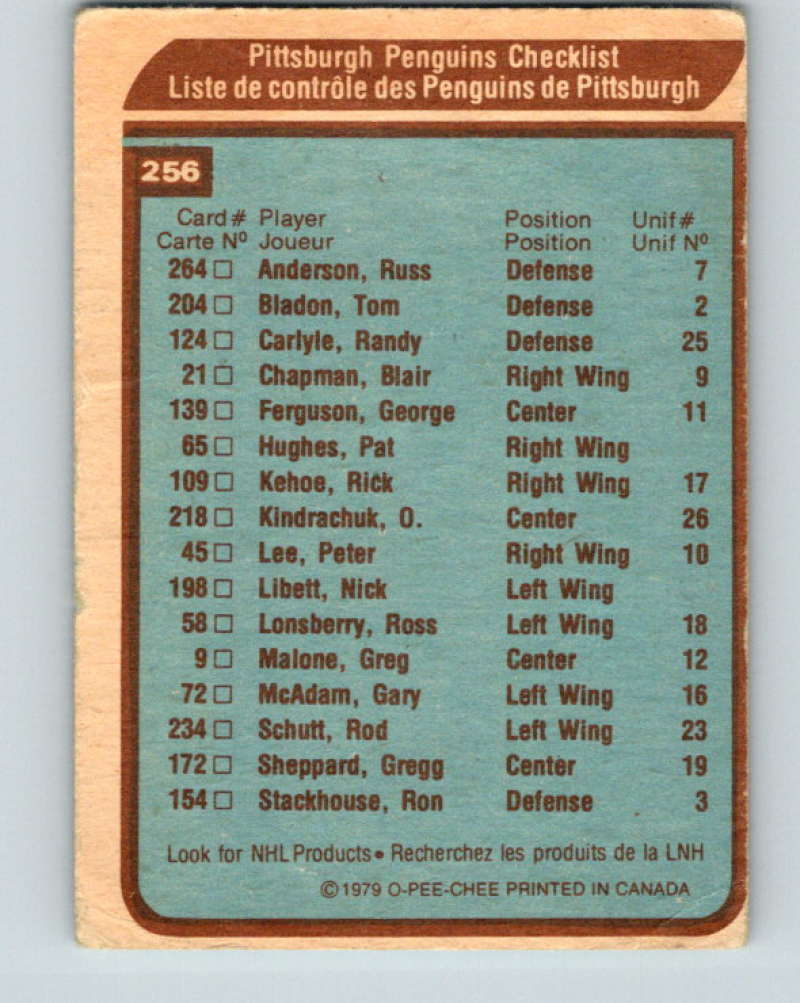 Pittsburgh Penguins Checklist
Liste de contrôle des Penguins de Pittsburgh
256
Card # Player Position Unif #
Carte Nº Joueur Position Unif Nº
264 □ Anderson, Russ Defense 7
204 □ Bladon, Tom Defense 2
124 □ Carlyle, Randy Defense 25
21 □ Chapman, Blair Right Wing 9
139 □ Ferguson, George Center 11
65 □ Hughes, Pat Right Wing
109 □ Kehoe, Rick Right Wing 17
218 □ Kindrachuk, O. Center 26
45 □ Lee, Peter Right Wing 10
198 □ Libett, Nick Left Wing
58 □ Lonsberry, Ross Left Wing 18
9 □ Malone, Greg Center 12
72 □ McAdam, Gary Left Wing 16
234 □ Schutt, Rod Left Wing 23
172 □ Sheppard, Gregg Center 19
154 □ Stackhouse, Ron Defense 3
Look for NHL Products • Recherchez les produits de la LNH
© 1979 O-PEE-CHEE PRINTED IN CANADA